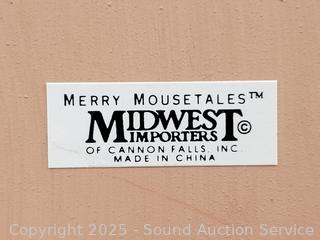 MERRY MOUSETALES™
MIDWEST©
IMPORTERS
OF CANNON FALLS, INC.
MADE IN CHINA
Copyright 2025 - Sound Auction Service